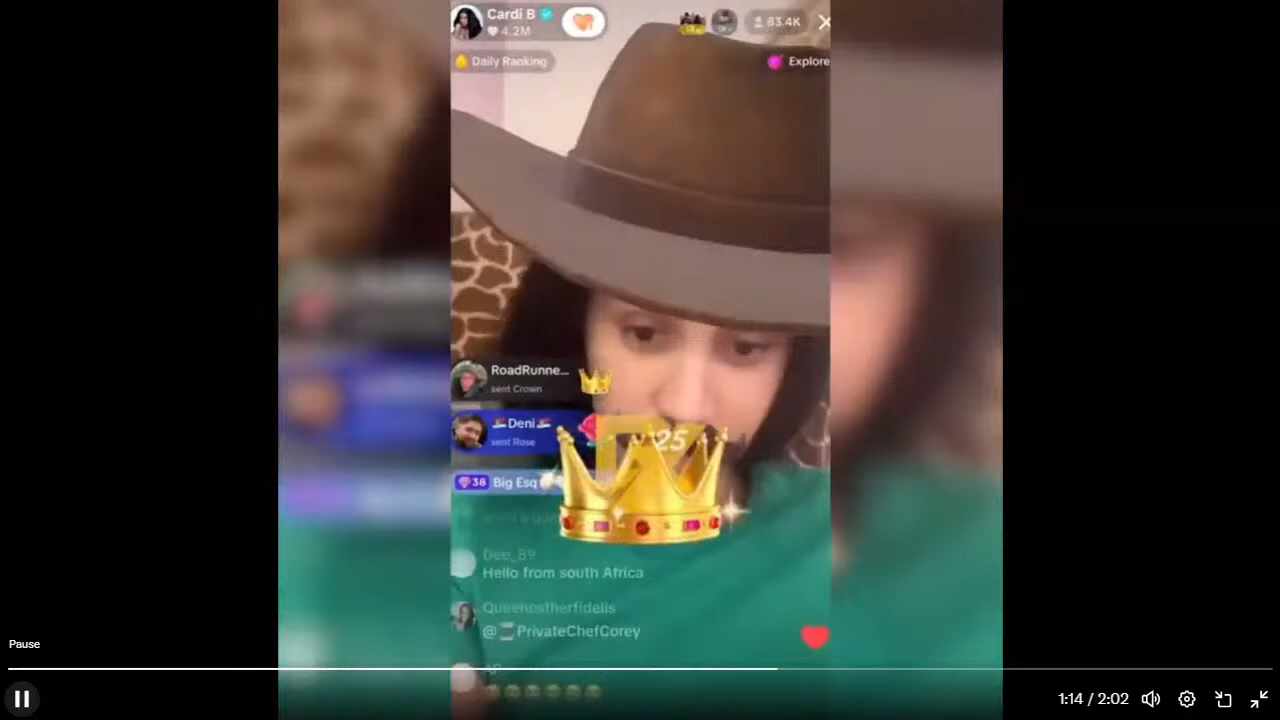 Cardi B
4.2M
83.4K
Daily Ranking
Explore
RoadRunne...
sent Crown
Deni
sent Rose
25
38 Big Esq
Dee_B9
Hello from south Africa
Queenestherfidelis
@PrivateChefCorey
Pause
1:14 / 2:02